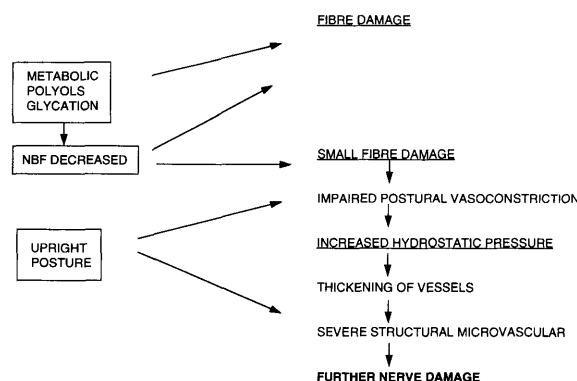 FIBRE DAMAGE
METABOLIC
POLYOLS
GLYCATION
NBF DECREASED
SMALL FIBRE DAMAGE
IMPAIRED POSTURAL VASOCONSTRICTION
UPRIGHT
POSTURE
INCREASED HYDROSTATIC PRESSURE
THICKENING OF VESSELS
SEVERE STRUCTURAL MICROVASCULAR
FURTHER NERVE DAMAGE